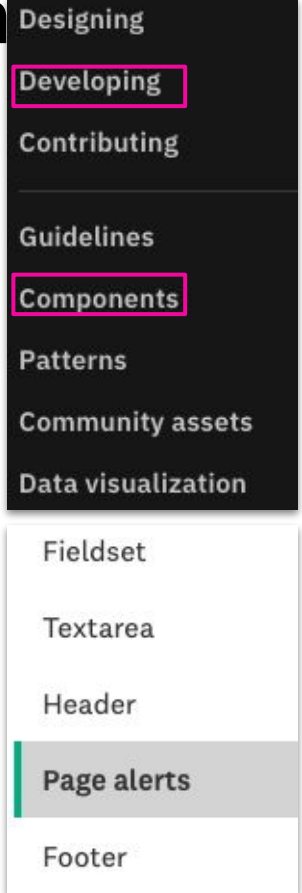 Designing
Developing
Contributing
Guidelines
Components
Patterns
Community assets
Data visualization
Fieldset
Textarea
Header
Page alerts
Footer